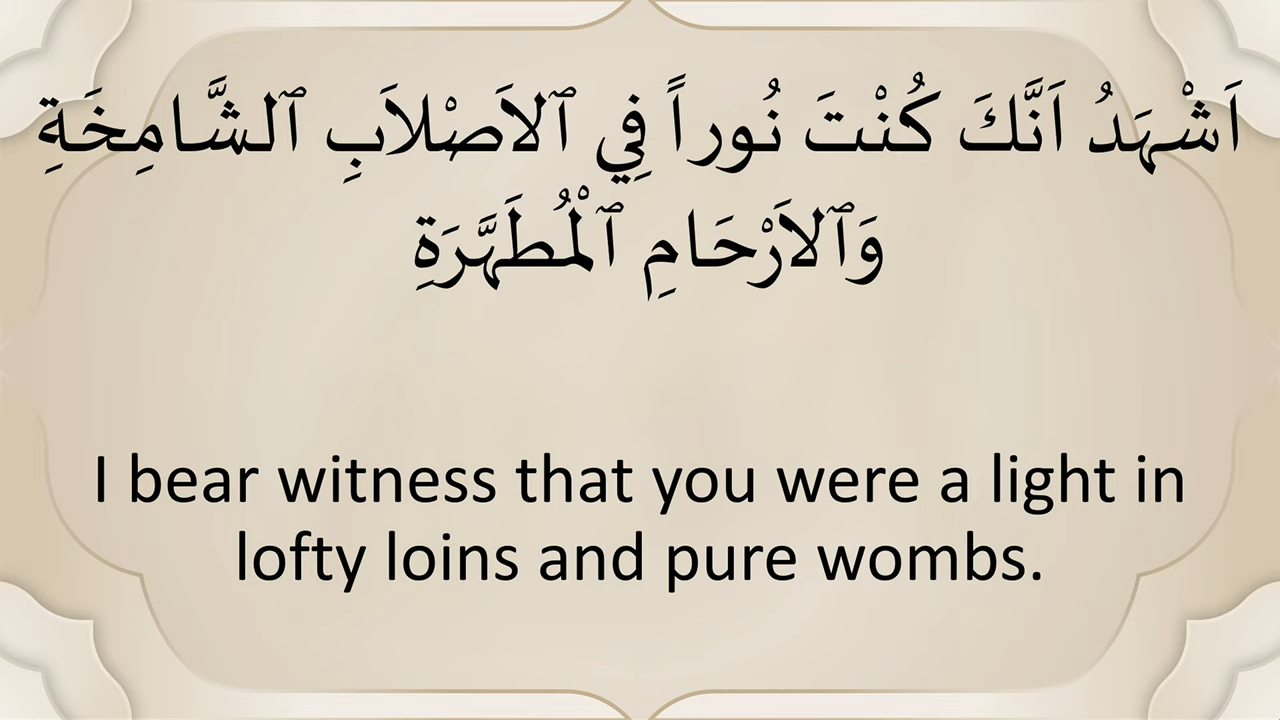 اَشْهَدُ اَنَّكَ كُنْتَ نُوراً فِي ٱلاَصْلاَبِ ٱلشَّامِخَةِ
وَٱلاَرْحَامِ ٱلْمُطَهَّرَةِ
I bear witness that you were a light in
lofty loins and pure wombs.